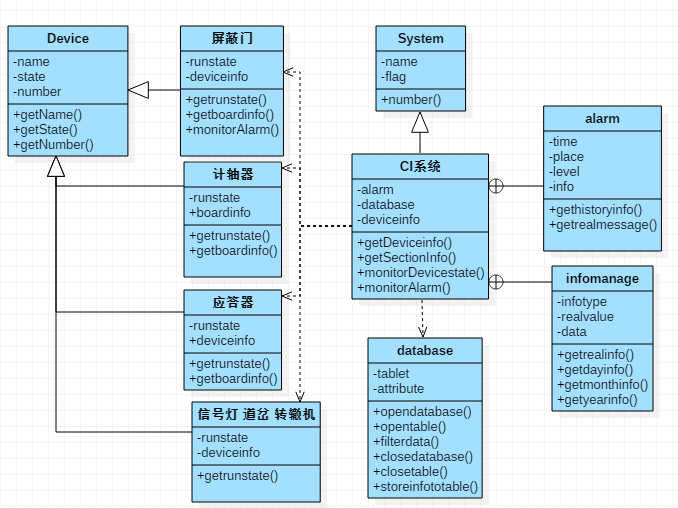 Device
-name
-state
-number
+getName()
+getState()
+getNumber()
屏蔽门
-runstate
-deviceinfo
+getrunstate()
+getboardinfo()
+monitorAlarm()
计轴器
-runstate
+boardinfo
+getrunstate()
+getboardinfo()
应答器
-runstate
+deviceinfo
+getrunstate()
+getboardinfo()
信号灯 道岔 转辙机
-runstate
-deviceinfo
+getrunstate()
System
-name
-flag
+number()
CI系统
-alarm
-database
-deviceinfo
+getDeviceinfo()
+getSectionInfo()
+monitorDevicestate()
+monitorAlarm()
database
-tablet
-attribute
+opendatabase()
+opentable()
+filterdata()
+closedatabase()
+closetable()
+storeinfototable()
alarm
-time
-place
-level
-info
+gethistoryinfo()
+getrealmessage()
infomanage
-infotype
-realvalue
-data
+getrealinfo()
+getdayinfo()
+getmonthinfo()
+getyearinfo()